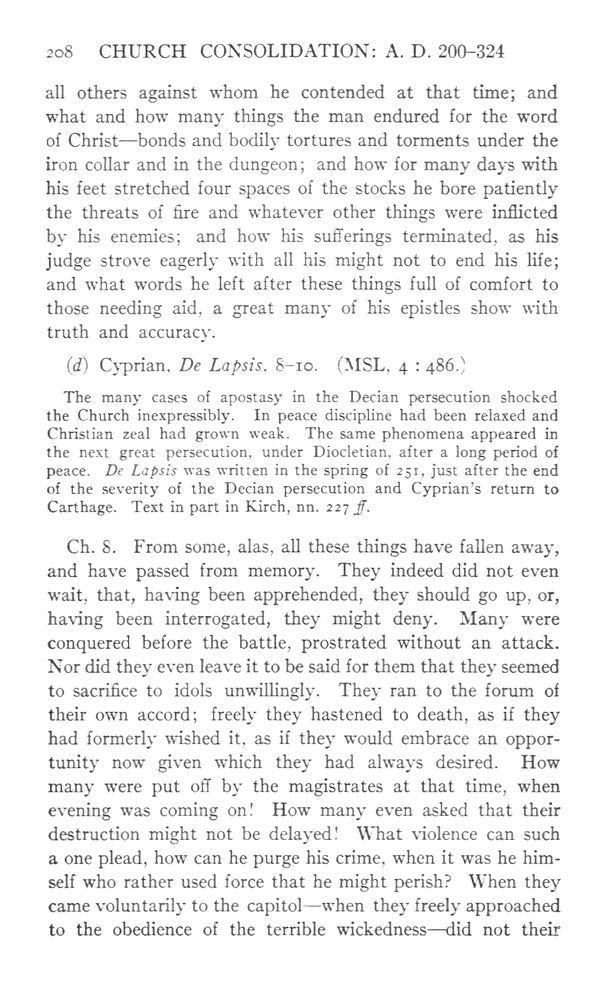 208 CHURCH CONSOLIDATION: A. D. 200–324
all others against whom he contended at that time; and
what and how many things the man endured for the word
of Christ—bonds and bodily tortures and torments under the
iron collar and in the dungeon; and how for many days with
his feet stretched four spaces of the stocks he bore patiently
the threats of fire and whatever other things were inflicted
by his enemies; and how his sufferings terminated, as his
judge strove eagerly with all his might not to end his life;
and what words he left after these things full of comfort to
those needing aid, a great many of his epistles show with
truth and accuracy.
(d) Cyprian, De Lapsis, 8–10. (MSL, 4 : 486.)
The many cases of apostasy in the Decian persecution shocked
the Church inexpressibly. In peace discipline had been relaxed and
Christian zeal had grown weak. The same phenomena appeared in
the next great persecution, under Diocletian, after a long period of
peace. De Lapsis was written in the spring of 251, just after the end
of the severity of the Decian persecution and Cyprian's return to
Carthage. Text in part in Kirch, nn. 227 ff.
Ch. 8. From some, alas, all these things have fallen away,
and have passed from memory. They indeed did not even
wait, that, having been apprehended, they should go up, or,
having been interrogated, they might deny. Many were
conquered before the battle, prostrated without an attack.
Nor did they even leave it to be said for them that they seemed
to sacrifice to idols unwillingly. They ran to the forum of
their own accord; freely they hastened to death, as if they
had formerly wished it, as if they would embrace an oppor-
tunity now given which they had always desired. How
many were put off by the magistrates at that time, when
evening was coming on! How many even asked that their
destruction might not be delayed! What violence can such
a one plead, how can he purge his crime, when it was he him-
self who rather used force that he might perish? When they
came voluntarily to the capitol—when they freely approached
to the obedience of the terrible wickedness—did not their